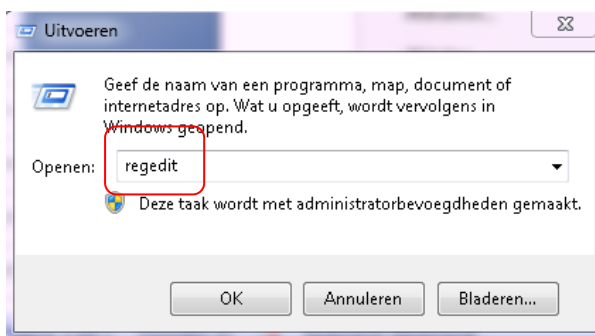 Uitvoeren
Geef de naam van een programma, map, document of
internetadres op. Wat u opgeeft, wordt vervolgens in
Windows geopend.
Openen: regedit
Deze taak wordt met administratorbevoegdheden gemaakt.
OK Annuleren Bladeren...